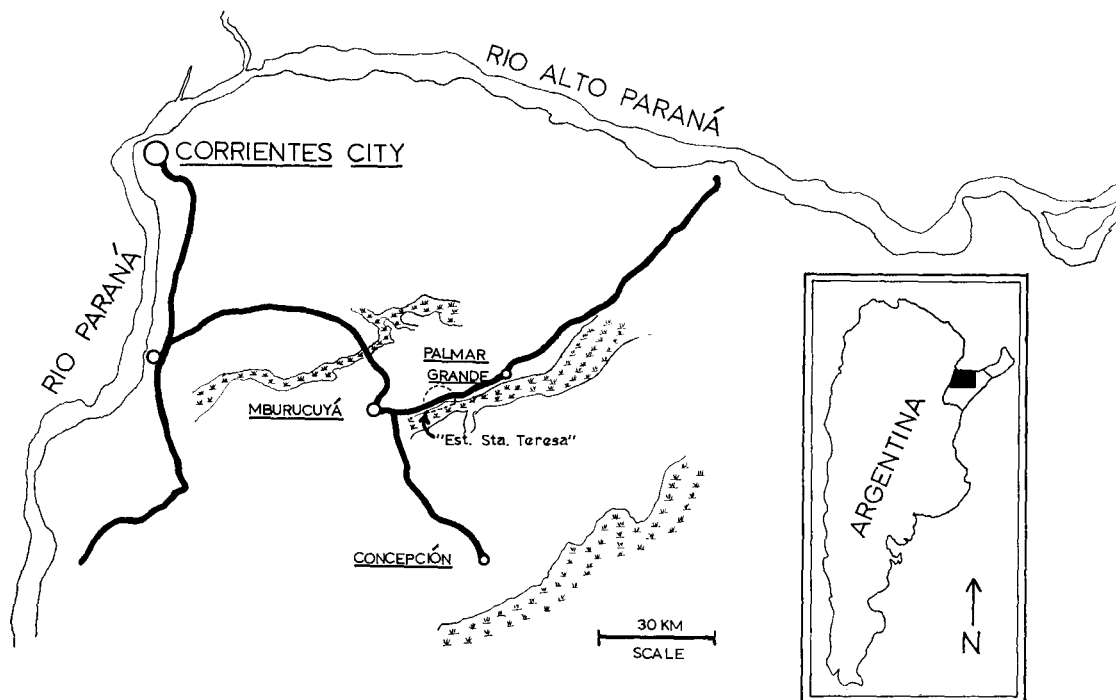 RIO ALTO PARANÁ
CORRIENTES CITY
RIO PARANÁ
PALMAR
GRANDE
MBURUCUYÁ
"Est. Sta. Teresa"
CONCEPCIÓN
30 KM
SCALE
ARGENTINA
N